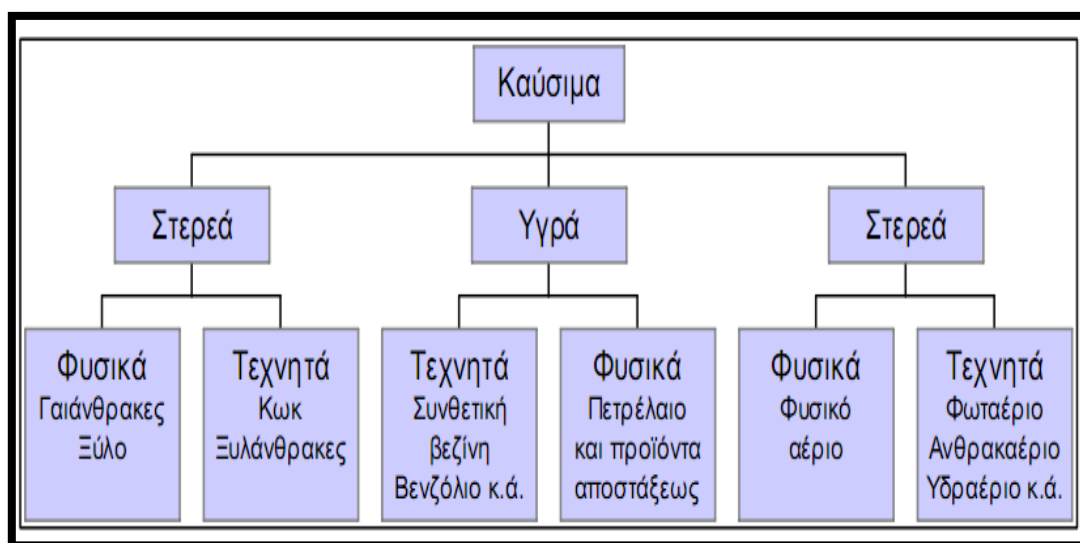 Καύσιμα
Στερεά
Υγρά
Στερεά
Φυσικά
Γαιάνθρακες
Ξύλο
Τεχνητά
Κωκ
Ξυλάνθρακες
Τεχνητά
Συνθετική
βεζίνη
Βενζόλιο κ.ά.
Φυσικά
Πετρέλαιο
και προϊόντα
αποστάξεως
Φυσικά
Φυσικό
αέριο
Τεχνητά
Φωταέριο
Ανθρακαέριο
Υδραέριο κ.ά.